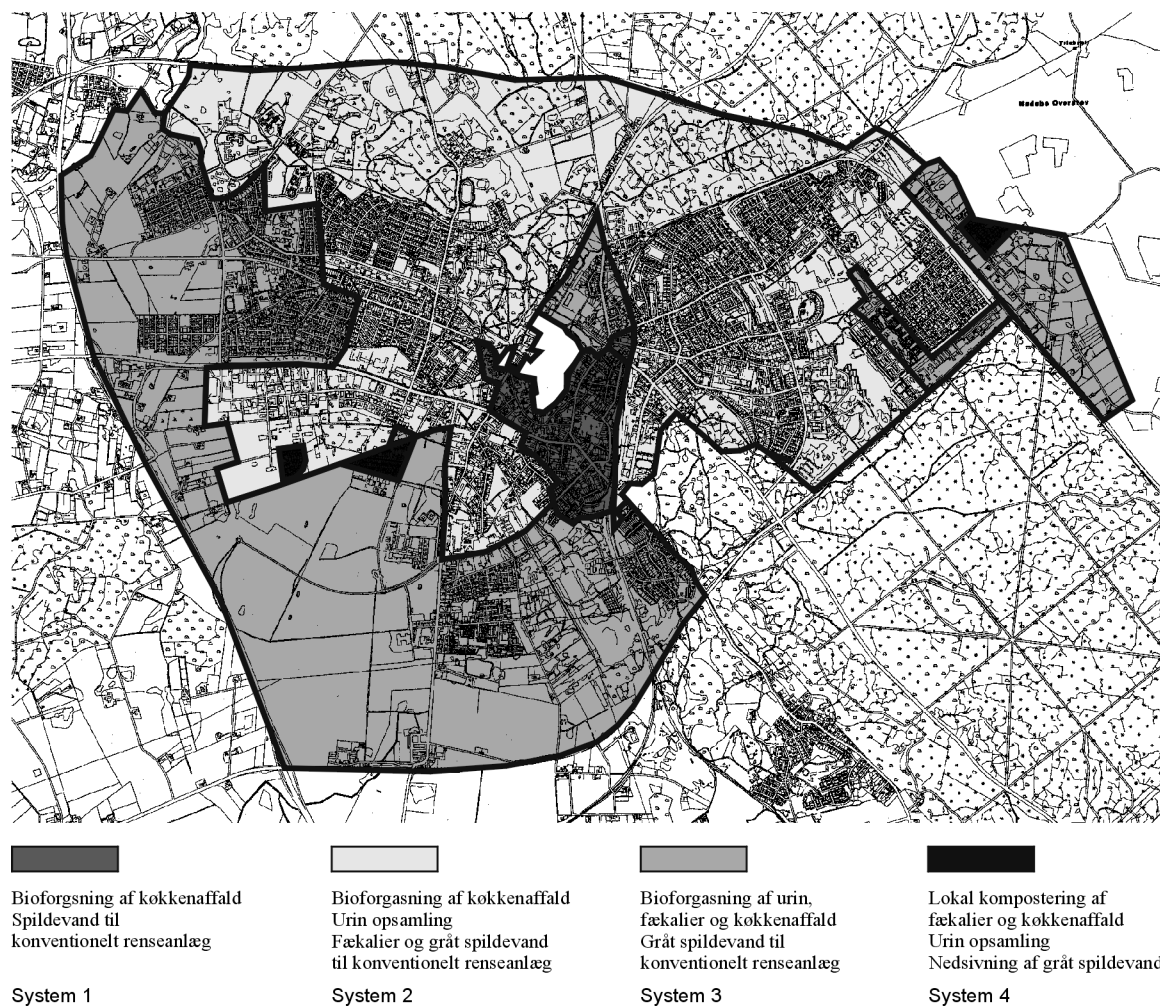 Nødebo Overdrev
Bioforgsning af køkkenaffald
Spildevand til
konventionelt renseanlæg
System 1
Bioforgasning af køkkenaffald
Urin opsamling
Fækalier og gråt spildevand
til konventionelt renseanlæg
System 2
Bioforgasning af urin,
fækalier og køkkenaffald
Gråt spildevand til
konventionelt renseanlæg
System 3
Lokal kompostering af
fækalier og køkkenaffald
Urin opsamling
Nedsivning af gråt spildevand
System 4